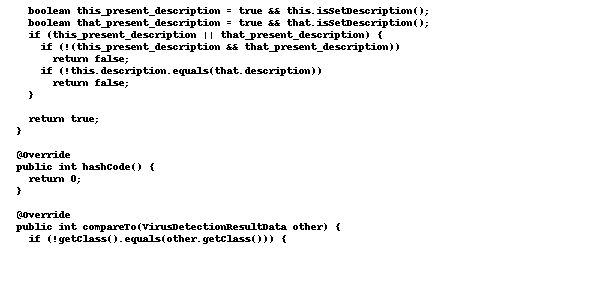 boolean this_present_description = true && this.isSetDescription();
boolean that_present_description = true && that.isSetDescription();
if (this_present_description || that_present_description) {
if (!(this_present_description && that_present_description))
return false;
if (!this.description.equals(that.description))
return false;
}
return true;
}
@Override
public int hashCode() {
return 0;
}
@Override
public int compareTo(VirusDetectionResultData other) {
if (!getClass().equals(other.getClass())) {